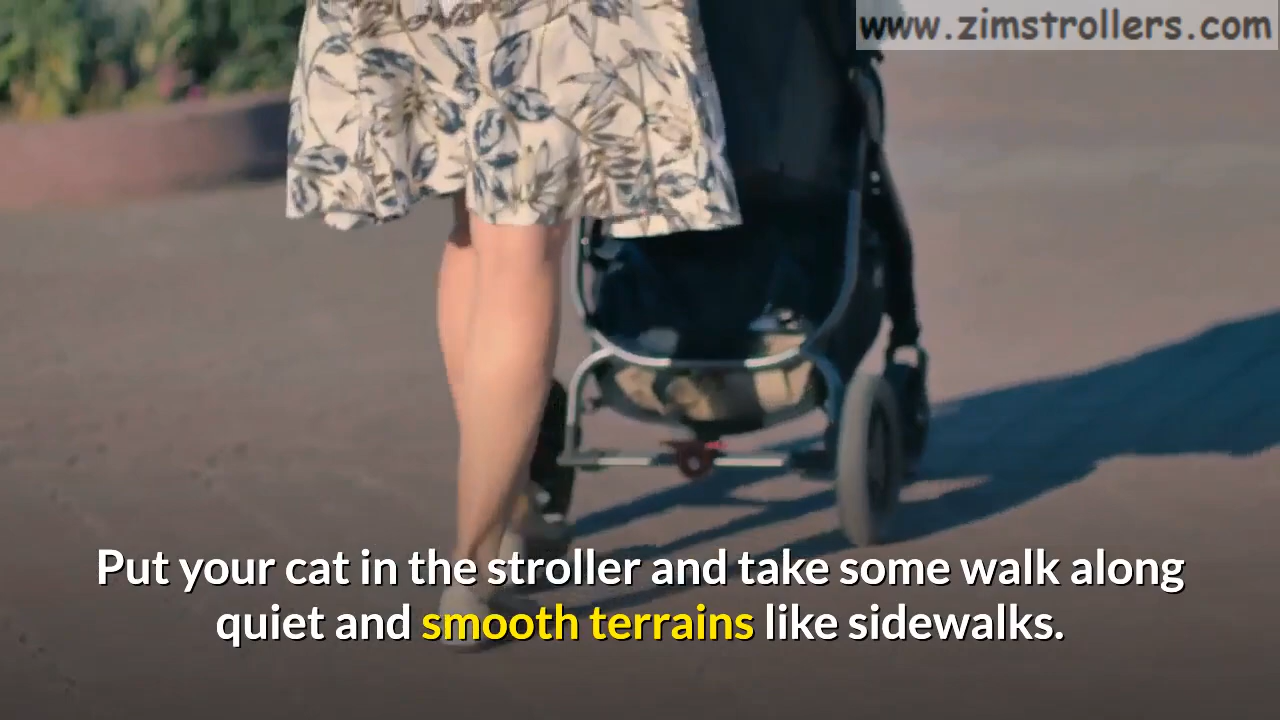 www.zimstrollers.com
Put your cat in the stroller and take some walk along
quiet and smooth terrains like sidewalks.